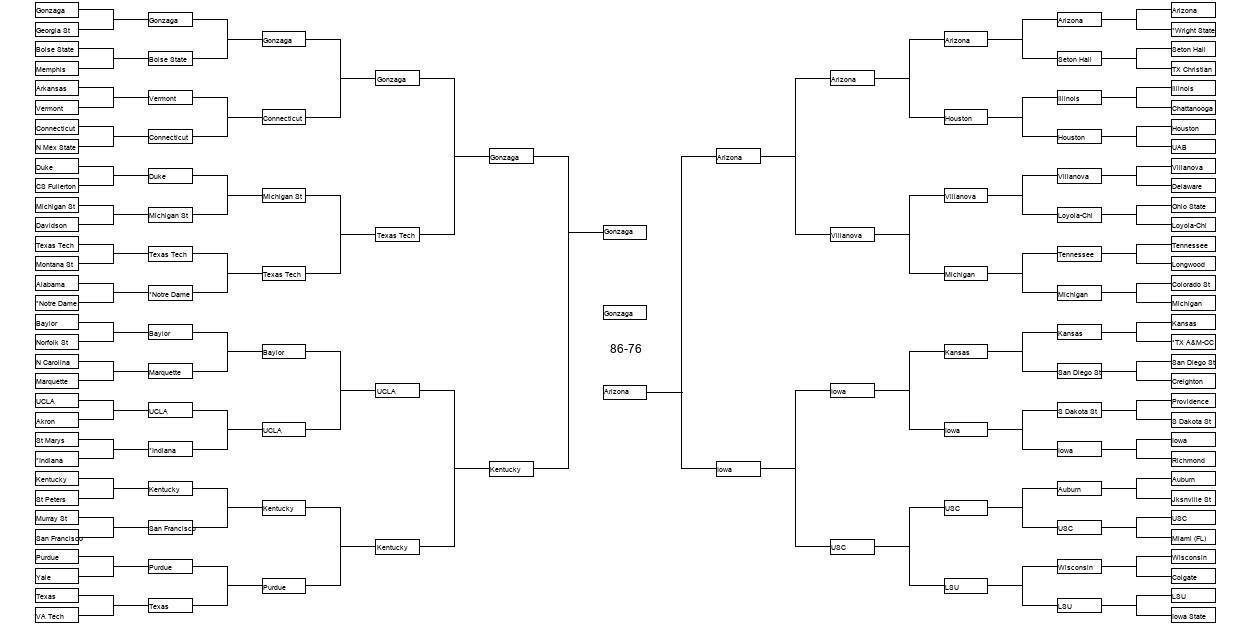 Gonzaga
Georgia St
Boise State
Memphis
Arkansas
Vermont
Connecticut
N Mex State
Duke
CS Fullerton
Michigan St
Davidson
Texas Tech
Montana St
Alabama
*Notre Dame
Baylor
Norfolk St
N Carolina
Marquette
UCLA
Akron
St Marys
*Indiana
Kentucky
St Peters
Murray St
San Francisco
Purdue
Yale
Texas
VA Tech
Gonzaga
Boise State
Vermont
Connecticut
Duke
Michigan St
Texas Tech
*Notre Dame
Baylor
Marquette
UCLA
*Indiana
Kentucky
San Francisco
Purdue
Texas
Gonzaga
Connecticut
Michigan St
Texas Tech
Baylor
UCLA
Kentucky
Purdue
Gonzaga
Texas Tech
UCLA
Kentucky
Gonzaga
Kentucky
Gonzaga
Gonzaga
86-76
Arizona
Arizona
Iowa
Arizona
Villanova
Iowa
USC
Arizona
Houston
Villanova
Michigan
Kansas
Iowa
USC
LSU
Arizona
Seton Hall
Illinois
Houston
Villanova
Loyola-Chi
Tennessee
Michigan
Kansas
San Diego St
S Dakota St
Iowa
Auburn
USC
Wisconsin
LSU
Arizona
*Wright State
Seton Hall
TX Christian
Illinois
Chattanooga
Houston
UAB
Villanova
Delaware
Ohio State
Loyola-Chi
Tennessee
Longwood
Colorado St
Michigan
Kansas
*TX A&M-CC
San Diego St
Creighton
Providence
S Dakota St
Iowa
Richmond
Auburn
Jksnville St
USC
Miami (FL)
Wisconsin
Colgate
LSU
Iowa State